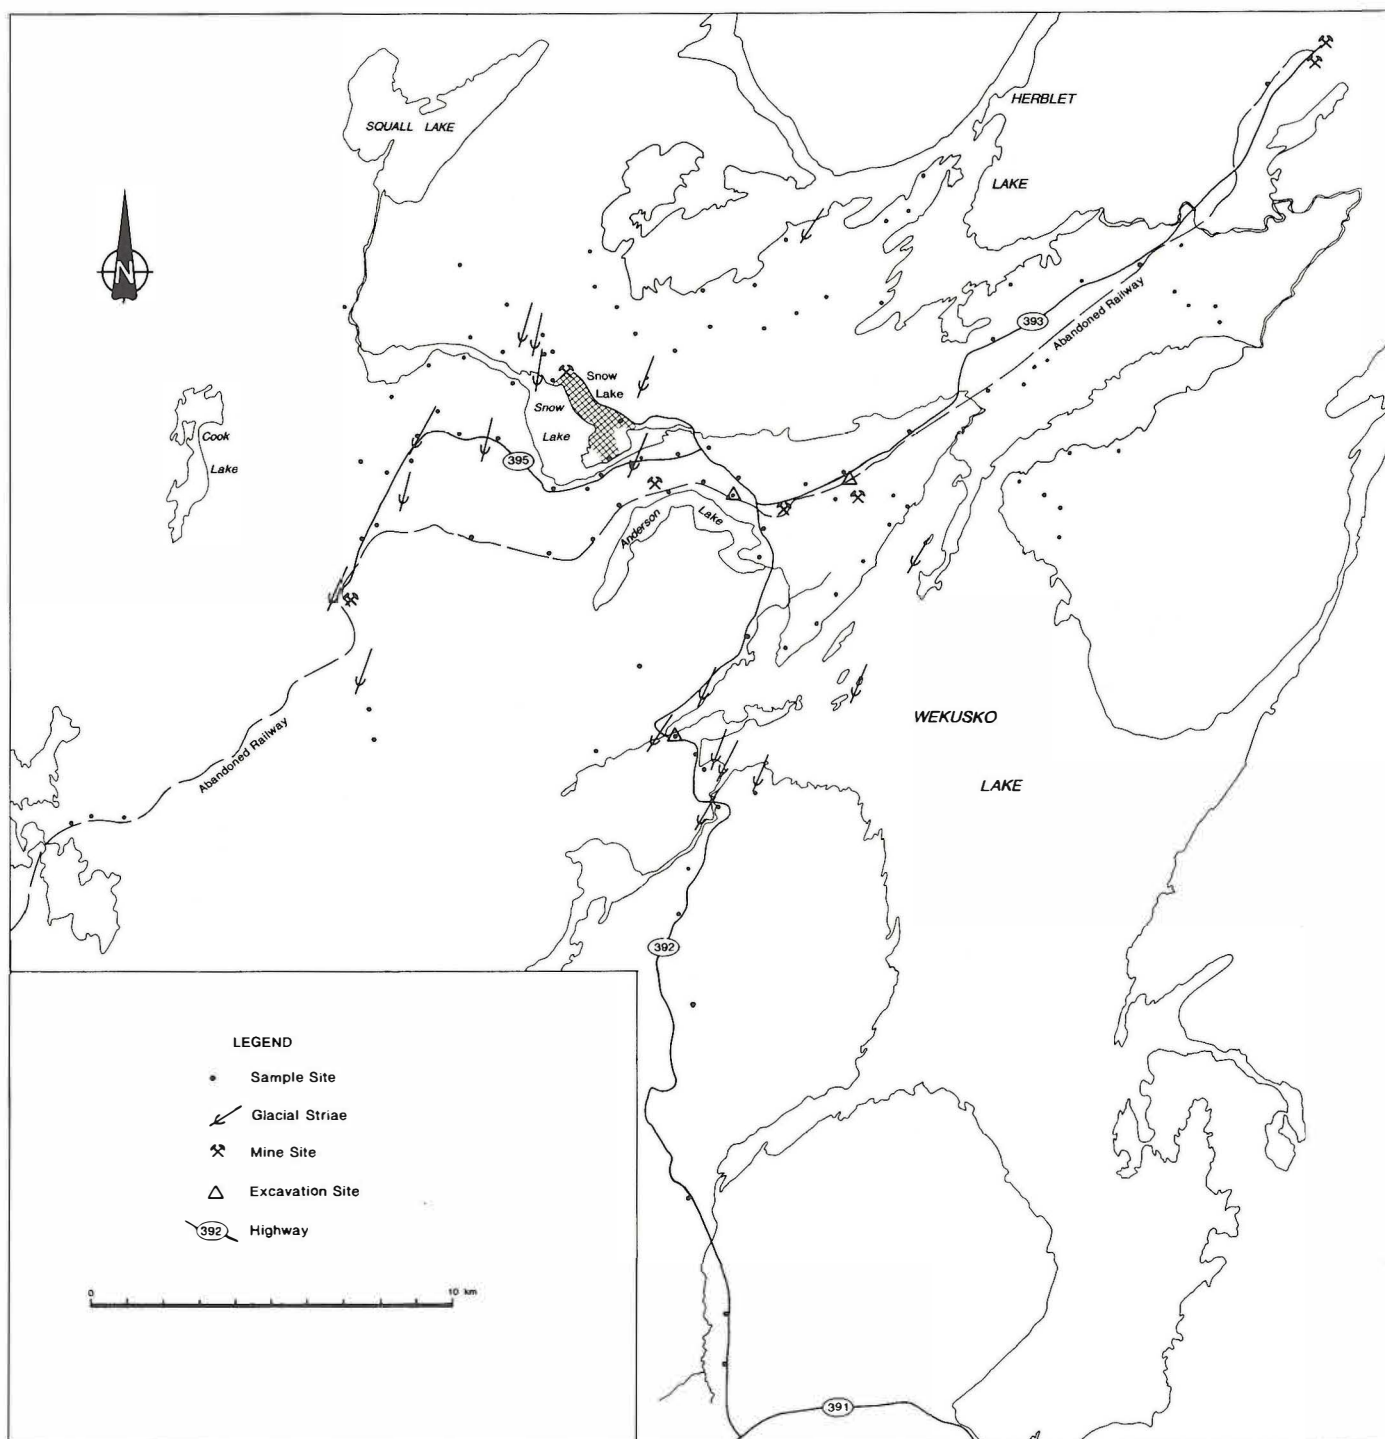 HERBLET
SQUALL LAKE
LAKE
N
393
Abandoned Railway
Snow
Lake
Snow
Lake
Cook
Lake
395
Anderson
Lake
WEKUSKO
LAKE
Abandoned Railway
392
LEGEND
Sample Site
Glacial Striae
Mine Site
Excavation Site
392 Highway
0 10 km
391